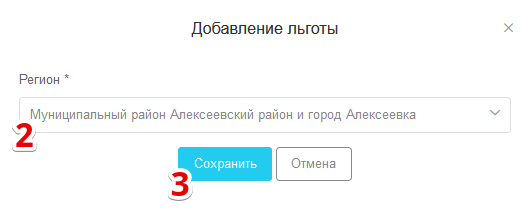 Добавление льготы
×
Регион *
Муниципальный район Алексеевский район и город Алексеевка
2
Сохранить Отмена
3